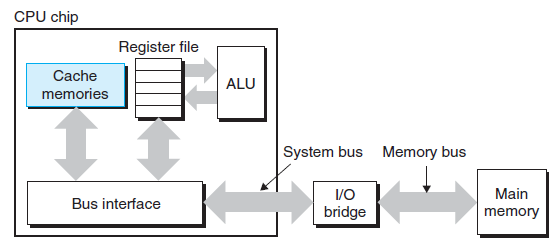 CPU chip
Register file
Cache
memories
ALU
System bus
Memory bus
Bus interface
I/O
bridge
Main
memory